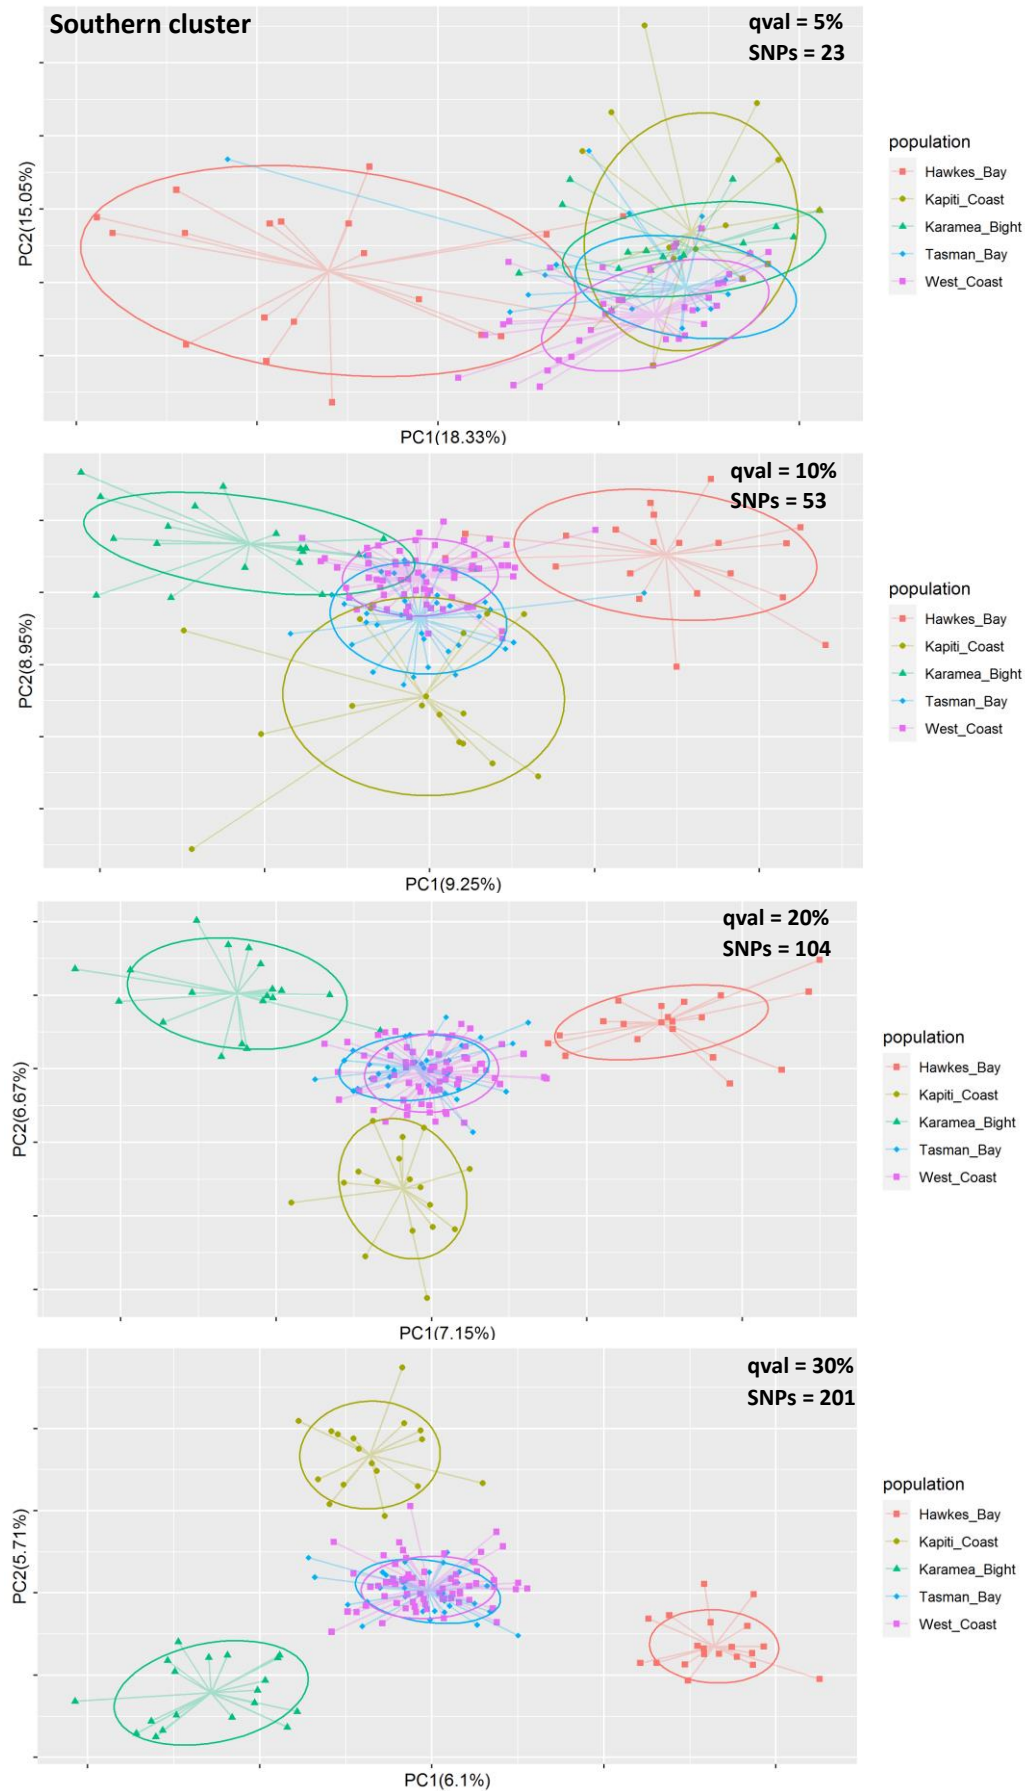 Southern cluster
qval = 5%
SNPs = 23
PC2(15.05%)
PC1(18.33%)
population
Hawkes_Bay
Kapiti_Coast
Karamea_Bight
Tasman_Bay
West_Coast
qval = 10%
SNPs = 53
PC2(8.95%)
PC1(9.25%)
population
Hawkes_Bay
Kapiti_Coast
Karamea_Bight
Tasman_Bay
West_Coast
qval = 20%
SNPs = 104
PC2(6.67%)
PC1(7.15%)
population
Hawkes_Bay
Kapiti_Coast
Karamea_Bight
Tasman_Bay
West_Coast
qval = 30%
SNPs = 201
PC2(5.71%)
PC1(6.1%)
population
Hawkes_Bay
Kapiti_Coast
Karamea_Bight
Tasman_Bay
West_Coast